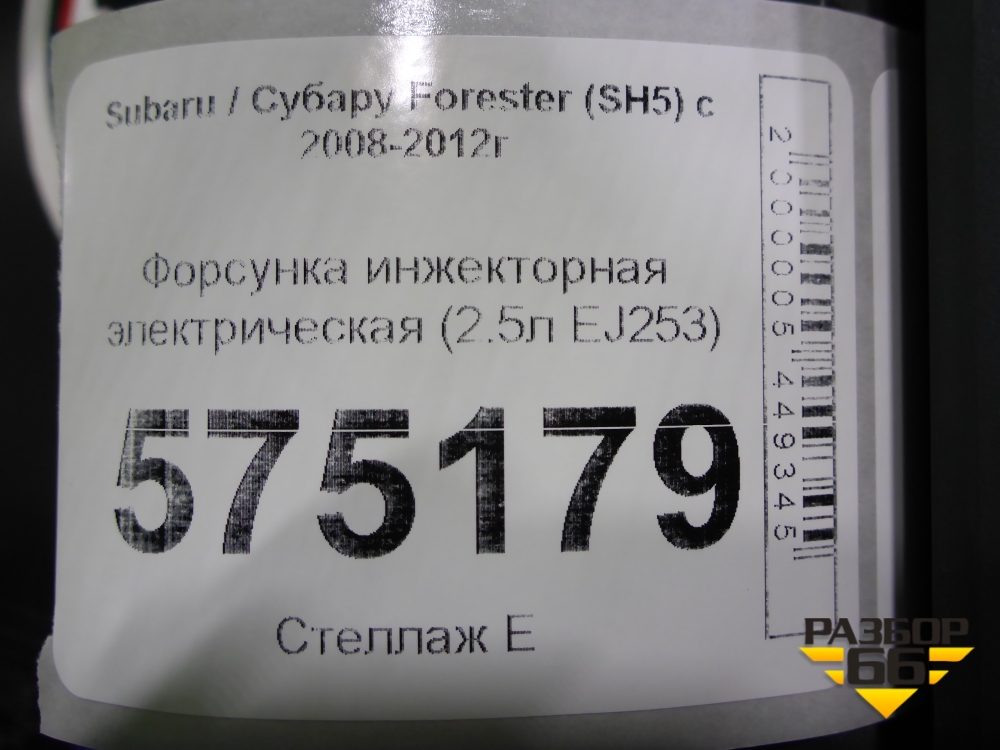 Subaru / Субару Forester (SH5) с
2008-2012г
Форсунка инжекторная
электрическая (2.5л EJ253)
575179
Стеллаж Е
2000005449345
РАЗБОР
66